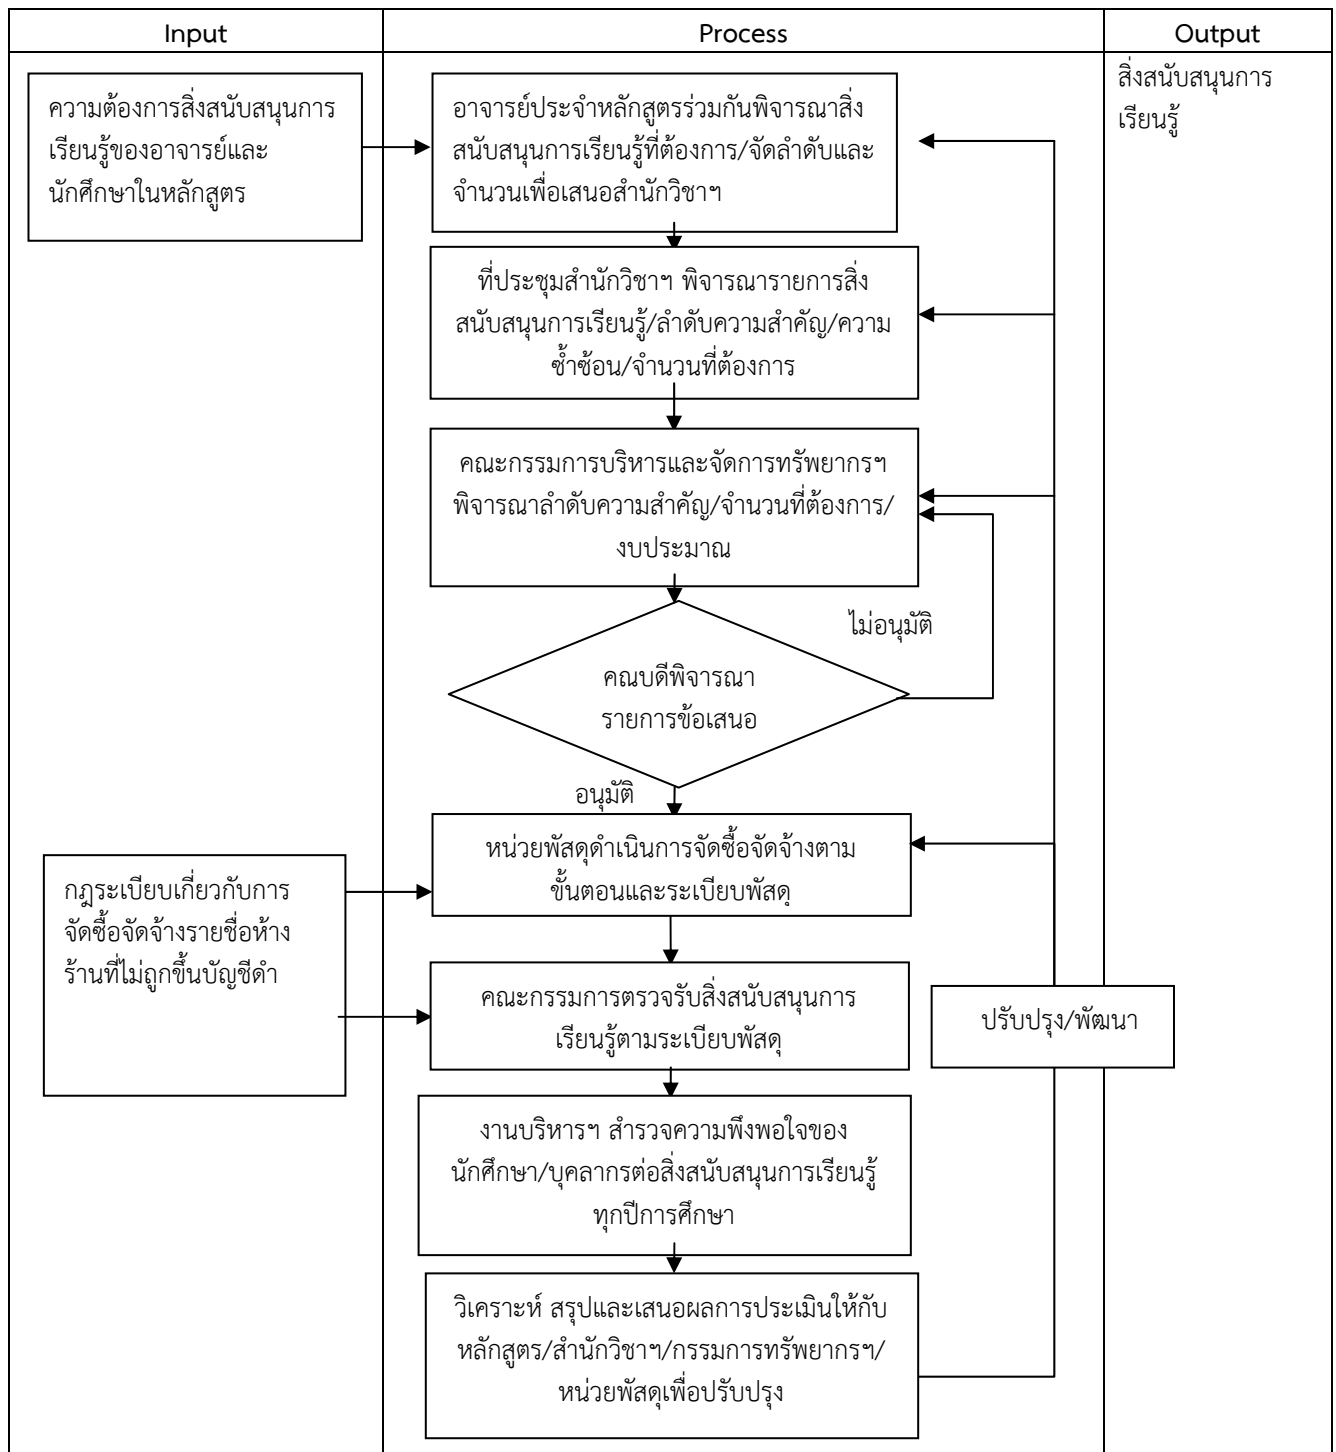 Input
Process
Output
ความต้องการสิ่งสนับสนุนการ
เรียนรู้ของอาจารย์และ
นักศึกษาในหลักสูตร
อาจารย์ประจำหลักสูตรร่วมกันพิจารณาสิ่ง
สนับสนุนการเรียนรู้ที่ต้องการ/จัดลำดับและ
จำนวนเพื่อเสนอสำนักวิชาฯ
สิ่งสนับสนุนการ
เรียนรู้
ที่ประชุมสำนักวิชาฯ พิจารณารายการสิ่ง
สนับสนุนการเรียนรู้/ลำดับความสำคัญ/ความ
ซ้ำซ้อน/จำนวนที่ต้องการ
คณะกรรมการบริหารและจัดการทรัพยากรฯ
พิจารณาลำดับความสำคัญ/จำนวนที่ต้องการ/
งบประมาณ
ไม่อนุมัติ
คณบดีพิจารณา
รายการข้อเสนอ
อนุมัติ
หน่วยพัสดุดำเนินการจัดซื้อจัดจ้างตาม
ขั้นตอนและระเบียบพัสดุ
กฎระเบียบเกี่ยวกับการ
จัดซื้อจัดจ้างรายชื่อห้าง
ร้านที่ไม่ถูกขึ้นบัญชีดำ
คณะกรรมการตรวจรับสิ่งสนับสนุนการ
เรียนรู้ตามระเบียบพัสดุ
ปรับปรุง/พัฒนา
งานบริหารฯ สำรวจความพึงพอใจของ
นักศึกษา/บุคลากรต่อสิ่งสนับสนุนการเรียนรู้
ทุกปีการศึกษา
วิเคราะห์ สรุปและเสนอผลการประเมินให้กับ
หลักสูตร/สำนักวิชาฯ/กรรมการทรัพยากรฯ/
หน่วยพัสดุเพื่อปรับปรุง